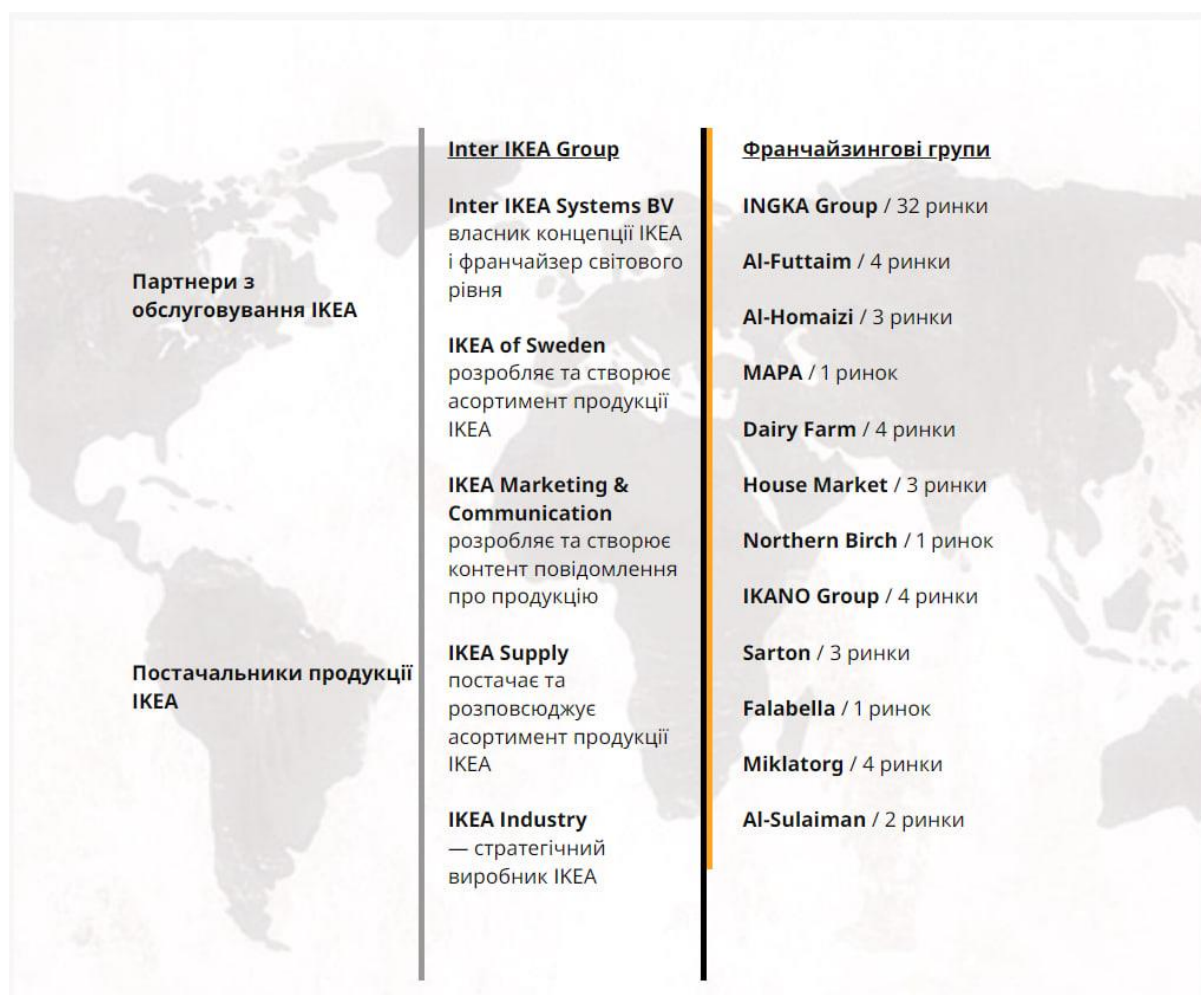 Партнери з
обслуговування IKEA
Постачальники продукції
IKEA
Inter IKEA Group
Inter IKEA Systems BV
власник концепції IKEA
і франчайзер світового
рівня
IKEA of Sweden
розробляє та створює
асортимент продукції
IKEA
IKEA Marketing &
Communication
розробляє та створює
контент повідомлення
про продукцію
IKEA Supply
постачає та
розповсюджує
асортимент продукції
IKEA
IKEA Industry
— стратегічний
виробник IKEA
Франчайзингові групи
INGKA Group / 32 ринки
Al-Futtaim / 4 ринки
Al-Homaizi / 3 ринки
MAPA / 1 ринок
Dairy Farm / 4 ринки
House Market / 3 ринки
Northern Birch / 1 ринок
IKANO Group / 4 ринки
Sarton / 3 ринки
Falabella / 1 ринок
Miklatorg / 4 ринки
Al-Sulaiman / 2 ринки